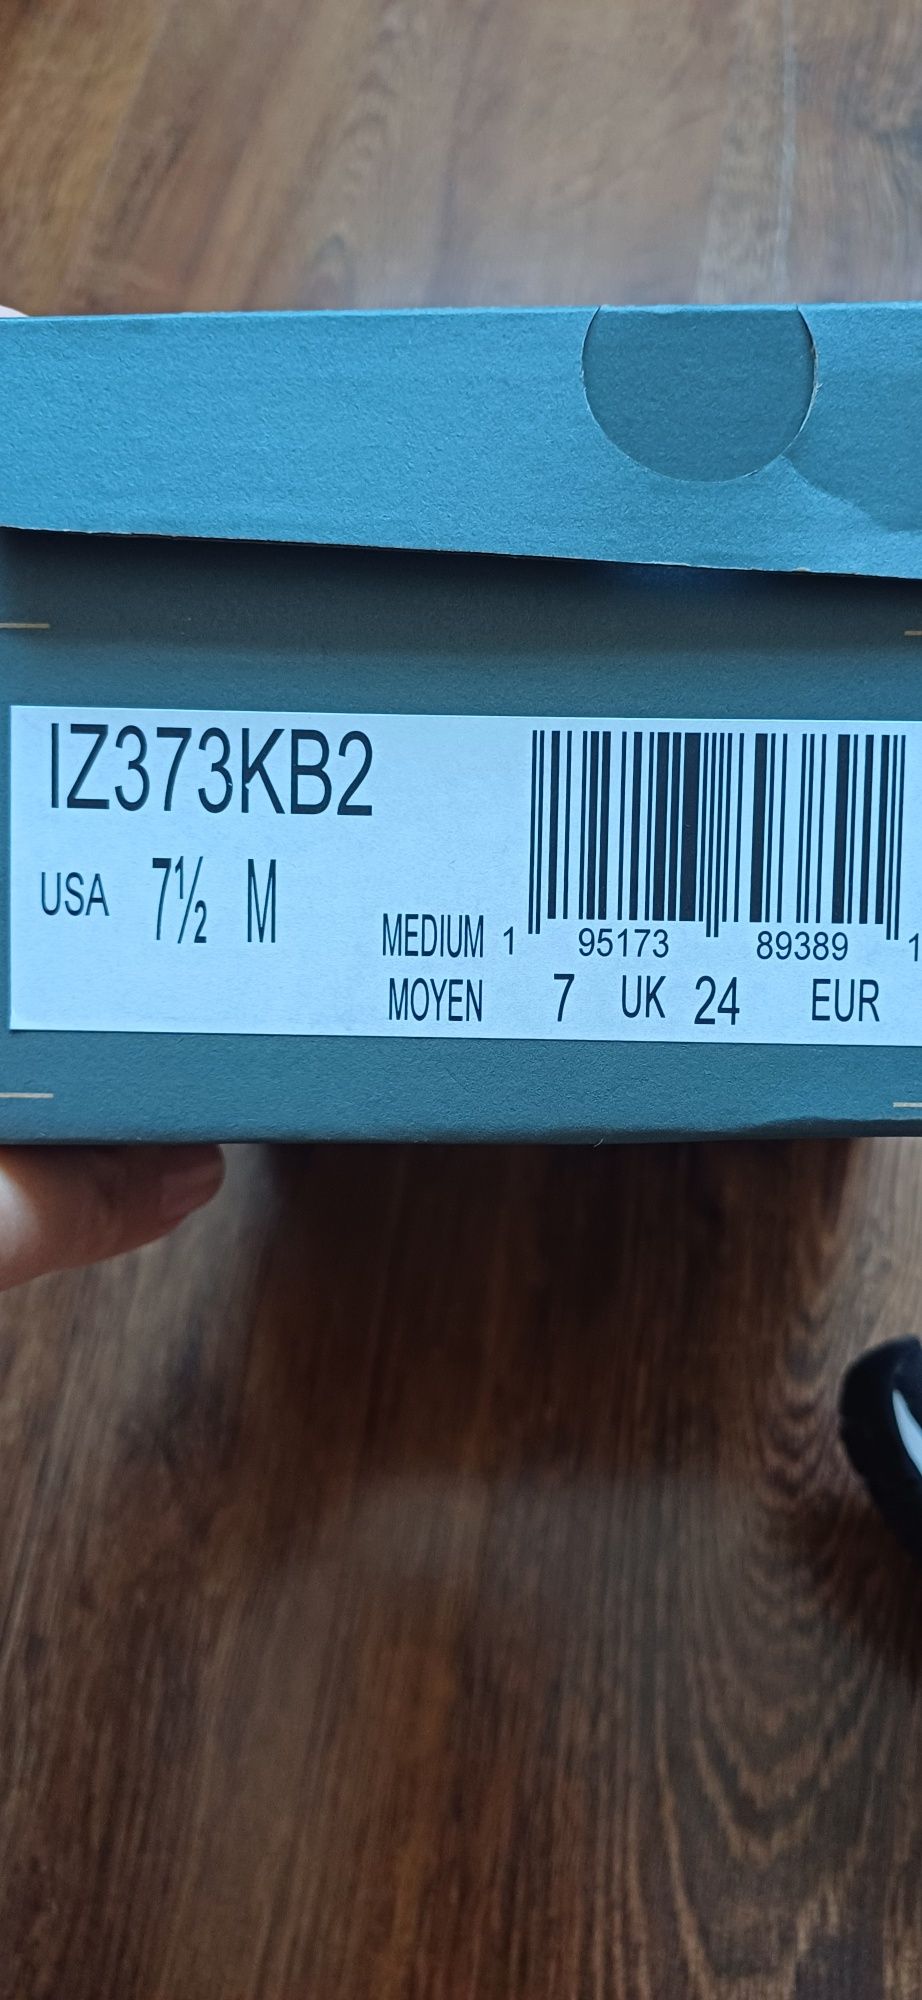 IZ373KB2
USA 7½ M
MEDIUM 1 95173 89389 1
MOYEN 7 UK 24 EUR